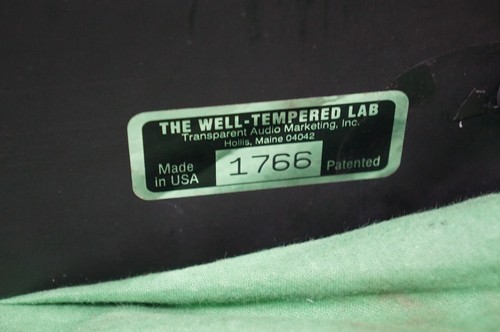 THE WELL-TEMPERED LAB
Transparent Audio Marketing, Inc.
Hollis, Maine 04042
Made
in USA
1766
Patented